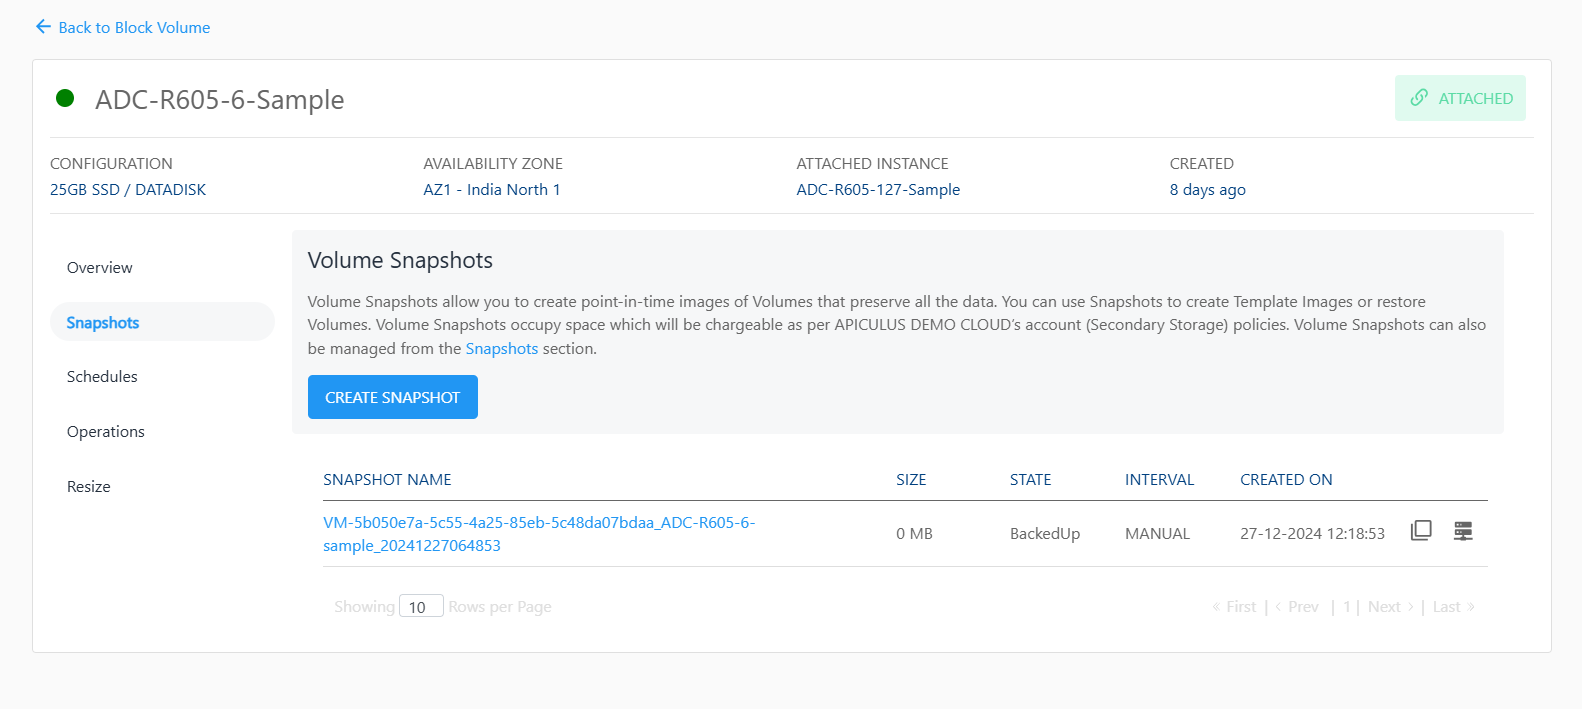 Back to Block Volume
ADC-R605-6-Sample
ATTACHED
CONFIGURATION AVAILABILITY ZONE ATTACHED INSTANCE CREATED
25GB SSD / DATADISK AZ1 - India North 1 ADC-R605-127-Sample 8 days ago
Overview
Snapshots
Schedules
Operations
Resize
Volume Snapshots
Volume Snapshots allow you to create point-in-time images of Volumes that preserve all the data. You can use Snapshots to create Template Images or restore
Volumes. Volume Snapshots occupy space which will be chargeable as per APICULUS DEMO CLOUD’s account (Secondary Storage) policies. Volume Snapshots can also
be managed from the Snapshots section.
CREATE SNAPSHOT
SNAPSHOT NAME SIZE STATE INTERVAL CREATED ON
VM-5b050e7a-5c55-4a25-85eb-5c48da07bdaa_ADC-R605-6-
sample_20241227064853
0 MB BackedUp MANUAL 27-12-2024 12:18:53
Showing 10 Rows per Page
« First | ‹ Prev | 1 | Next › | Last »